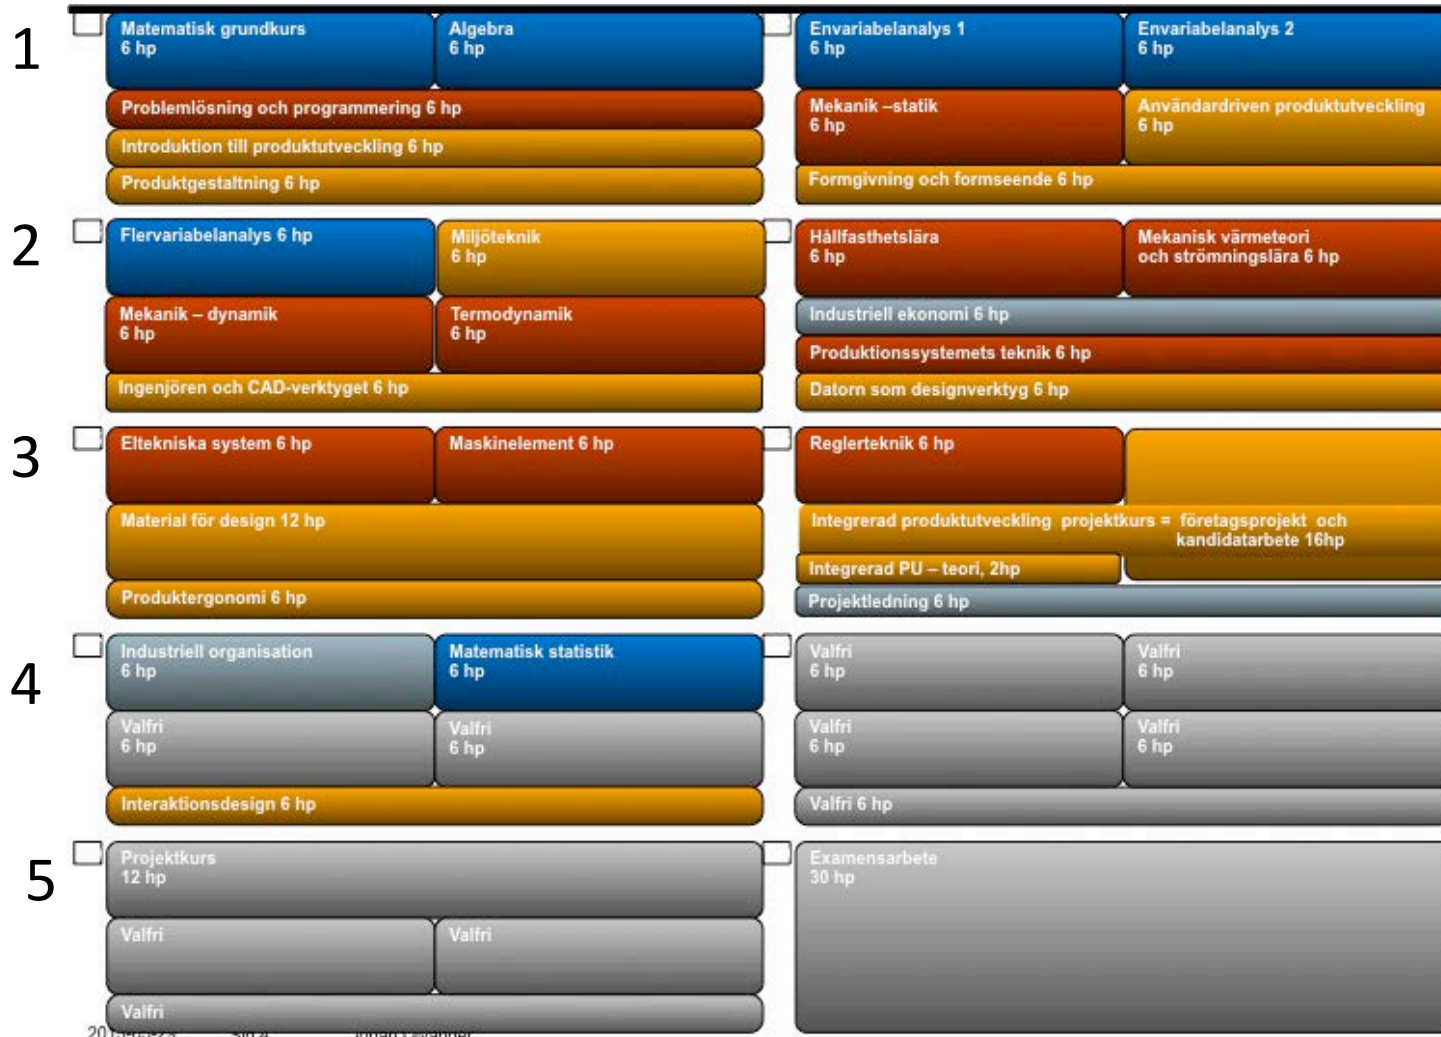 1
Matematisk grundkurs
6 hp
Algebra
6 hp
Problemlösning och programmering 6 hp
Introduktion till produktutveckling 6 hp
Produktgestaltning 6 hp
Envariabelanalys 1
6 hp
Envariabelanalys 2
6 hp
Mekanik –statik
6 hp
Användardriven produktutveckling
6 hp
Formgivning och formseende 6 hp
2
Flervariabelanalys 6 hp
Miljöteknik
6 hp
Mekanik – dynamik
6 hp
Termodynamik
6 hp
Ingenjören och CAD-verktyget 6 hp
Hållfasthetslära
6 hp
Mekanisk värmeteori
och strömningslära 6 hp
Industriell ekonomi 6 hp
Produktionssystemets teknik 6 hp
Datorn som designverktyg 6 hp
3
Eltekniska system 6 hp
Maskinelement 6 hp
Material för design 12 hp
Produktergonomi 6 hp
Reglerteknik 6 hp
Integrerad produktutveckling projektkurs = företagsprojekt och
kandidatarbete 16hp
Integrerad PU – teori, 2hp
Projektledning 6 hp
4
Industriell organisation
6 hp
Matematisk statistik
6 hp
Valfri
6 hp
Valfri
6 hp
Interaktionsdesign 6 hp
Valfri
6 hp
Valfri
6 hp
Valfri
6 hp
Valfri
6 hp
Valfri 6 hp
5
Projektkurs
12 hp
Valfri
Valfri
Valfri
Examensarbete
30 hp